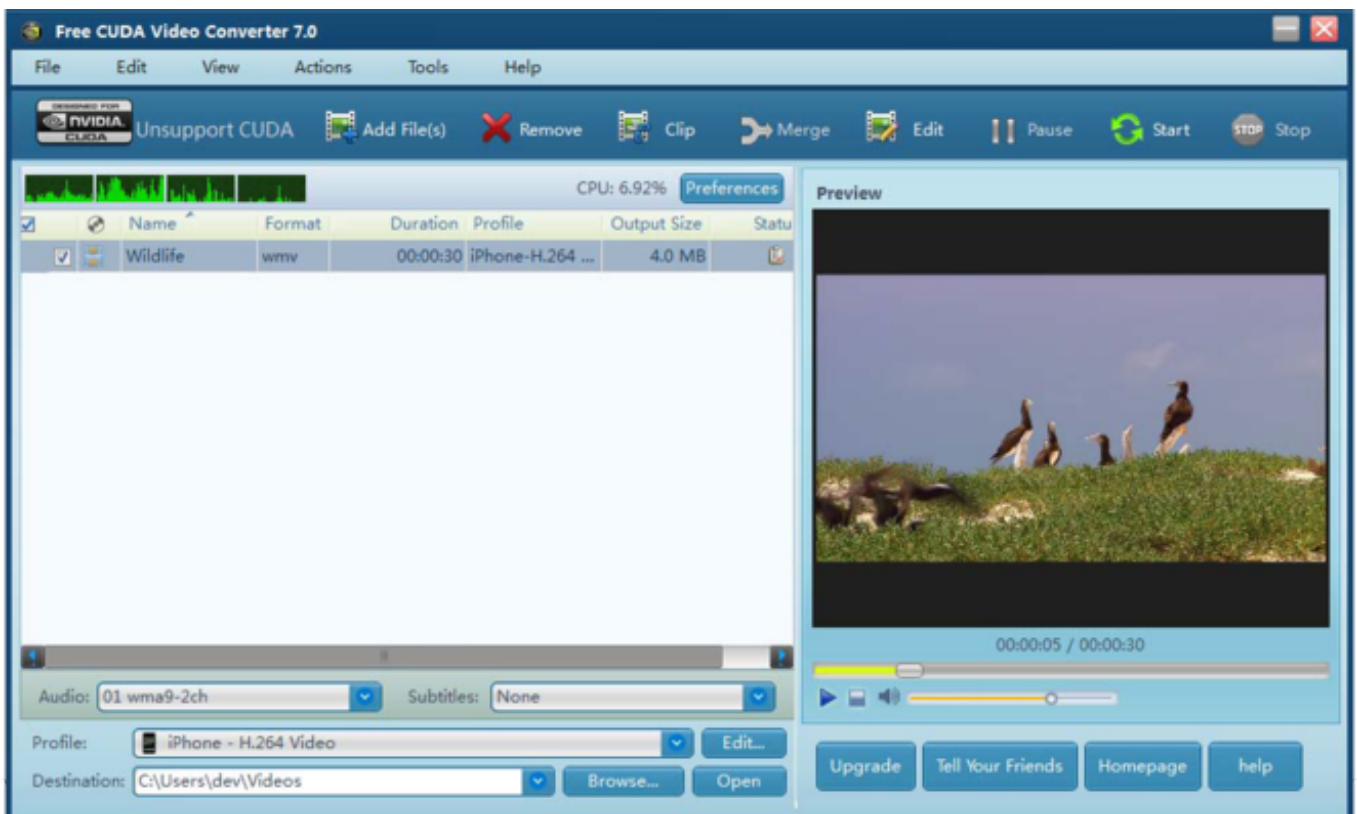 Free CUDA Video Converter 7.0
File Edit View Actions Tools Help
DESIGNED FOR
NVIDIA.
CUDA
Unsupport CUDA Add File(s) Remove Clip Merge Edit Pause Start STOP Stop
CPU: 6.92% Preferences
Name Format Duration Profile Output Size Statu
Wildlife wmv 00:00:30 iPhone-H.264 ... 4.0 MB
Preview
00:00:05 / 00:00:30
Audio: 01 wma9-2ch Subtitles: None
Profile: iPhone - H.264 Video Edit...
Destination: C:\Users\dev\Videos Browse... Open
Upgrade Tell Your Friends Homepage help